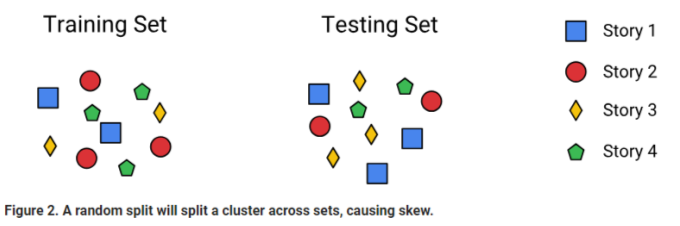 Training Set
Testing Set
Story 1
Story 2
Story 3
Story 4
Figure 2. A random split will split a cluster across sets, causing skew.